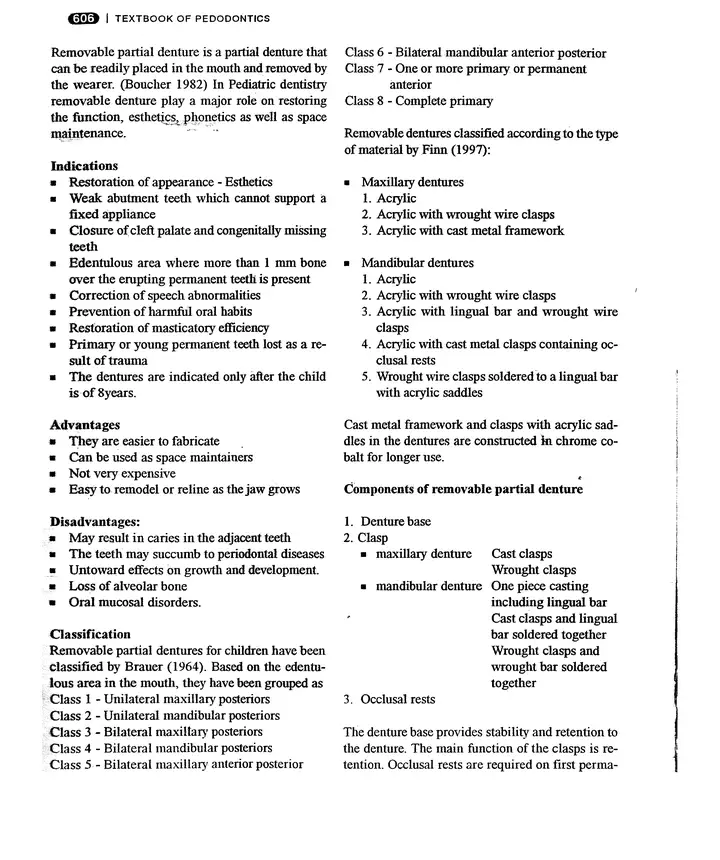 606 | TEXTBOOK OF PEDODONTICS
Removable partial denture is a partial denture that
can be readily placed in the mouth and removed by
the wearer. (Boucher 1982) In Pediatric dentistry
removable denture play a major role on restoring
the function, esthetics, phonetics as well as space
maintenance.
Indications
▪ Restoration of appearance - Esthetics
▪ Weak abutment teeth which cannot support a
fixed appliance
▪ Closure of cleft palate and congenitally missing
teeth
▪ Edentulous area where more than 1 mm bone
over the erupting permanent teeth is present
▪ Correction of speech abnormalities
▪ Prevention of harmful oral habits
▪ Restoration of masticatory efficiency
▪ Primary or young permanent teeth lost as a re-
sult of trauma
▪ The dentures are indicated only after the child
is of 8years.
Advantages
▪ They are easier to fabricate
▪ Can be used as space maintainers
▪ Not very expensive
▪ Easy to remodel or reline as the jaw grows
Disadvantages:
▪ May result in caries in the adjacent teeth
▪ The teeth may succumb to periodontal diseases
▪ Untoward effects on growth and development.
▪ Loss of alveolar bone
▪ Oral mucosal disorders.
Classification
Removable partial dentures for children have been
classified by Brauer (1964). Based on the edentu-
lous area in the mouth, they have been grouped as
Class 1 - Unilateral maxillary posteriors
Class 2 - Unilateral mandibular posteriors
Class 3 - Bilateral maxillary posteriors
Class 4 - Bilateral mandibular posteriors
Class 5 - Bilateral maxillary anterior posterior
Class 6 - Bilateral mandibular anterior posterior
Class 7 - One or more primary or permanent
anterior
Class 8 - Complete primary
Removable dentures classified according to the type
of material by Finn (1997):
▪ Maxillary dentures
1. Acrylic
2. Acrylic with wrought wire clasps
3. Acrylic with cast metal framework
▪ Mandibular dentures
1. Acrylic
2. Acrylic with wrought wire clasps
3. Acrylic with lingual bar and wrought wire
clasps
4. Acrylic with cast metal clasps containing oc-
clusal rests
5. Wrought wire clasps soldered to a lingual bar
with acrylic saddles
Cast metal framework and clasps with acrylic sad-
dles in the dentures are constructed in chrome co-
balt for longer use.
Components of removable partial denture
1. Denture base
2. Clasp
▪ maxillary denture Cast clasps
Wrought clasps
▪ mandibular denture One piece casting
including lingual bar
Cast clasps and lingual
bar soldered together
Wrought clasps and
wrought bar soldered
together
3. Occlusal rests
The denture base provides stability and retention to
the denture. The main function of the clasps is re-
tention. Occlusal rests are required on first perma-